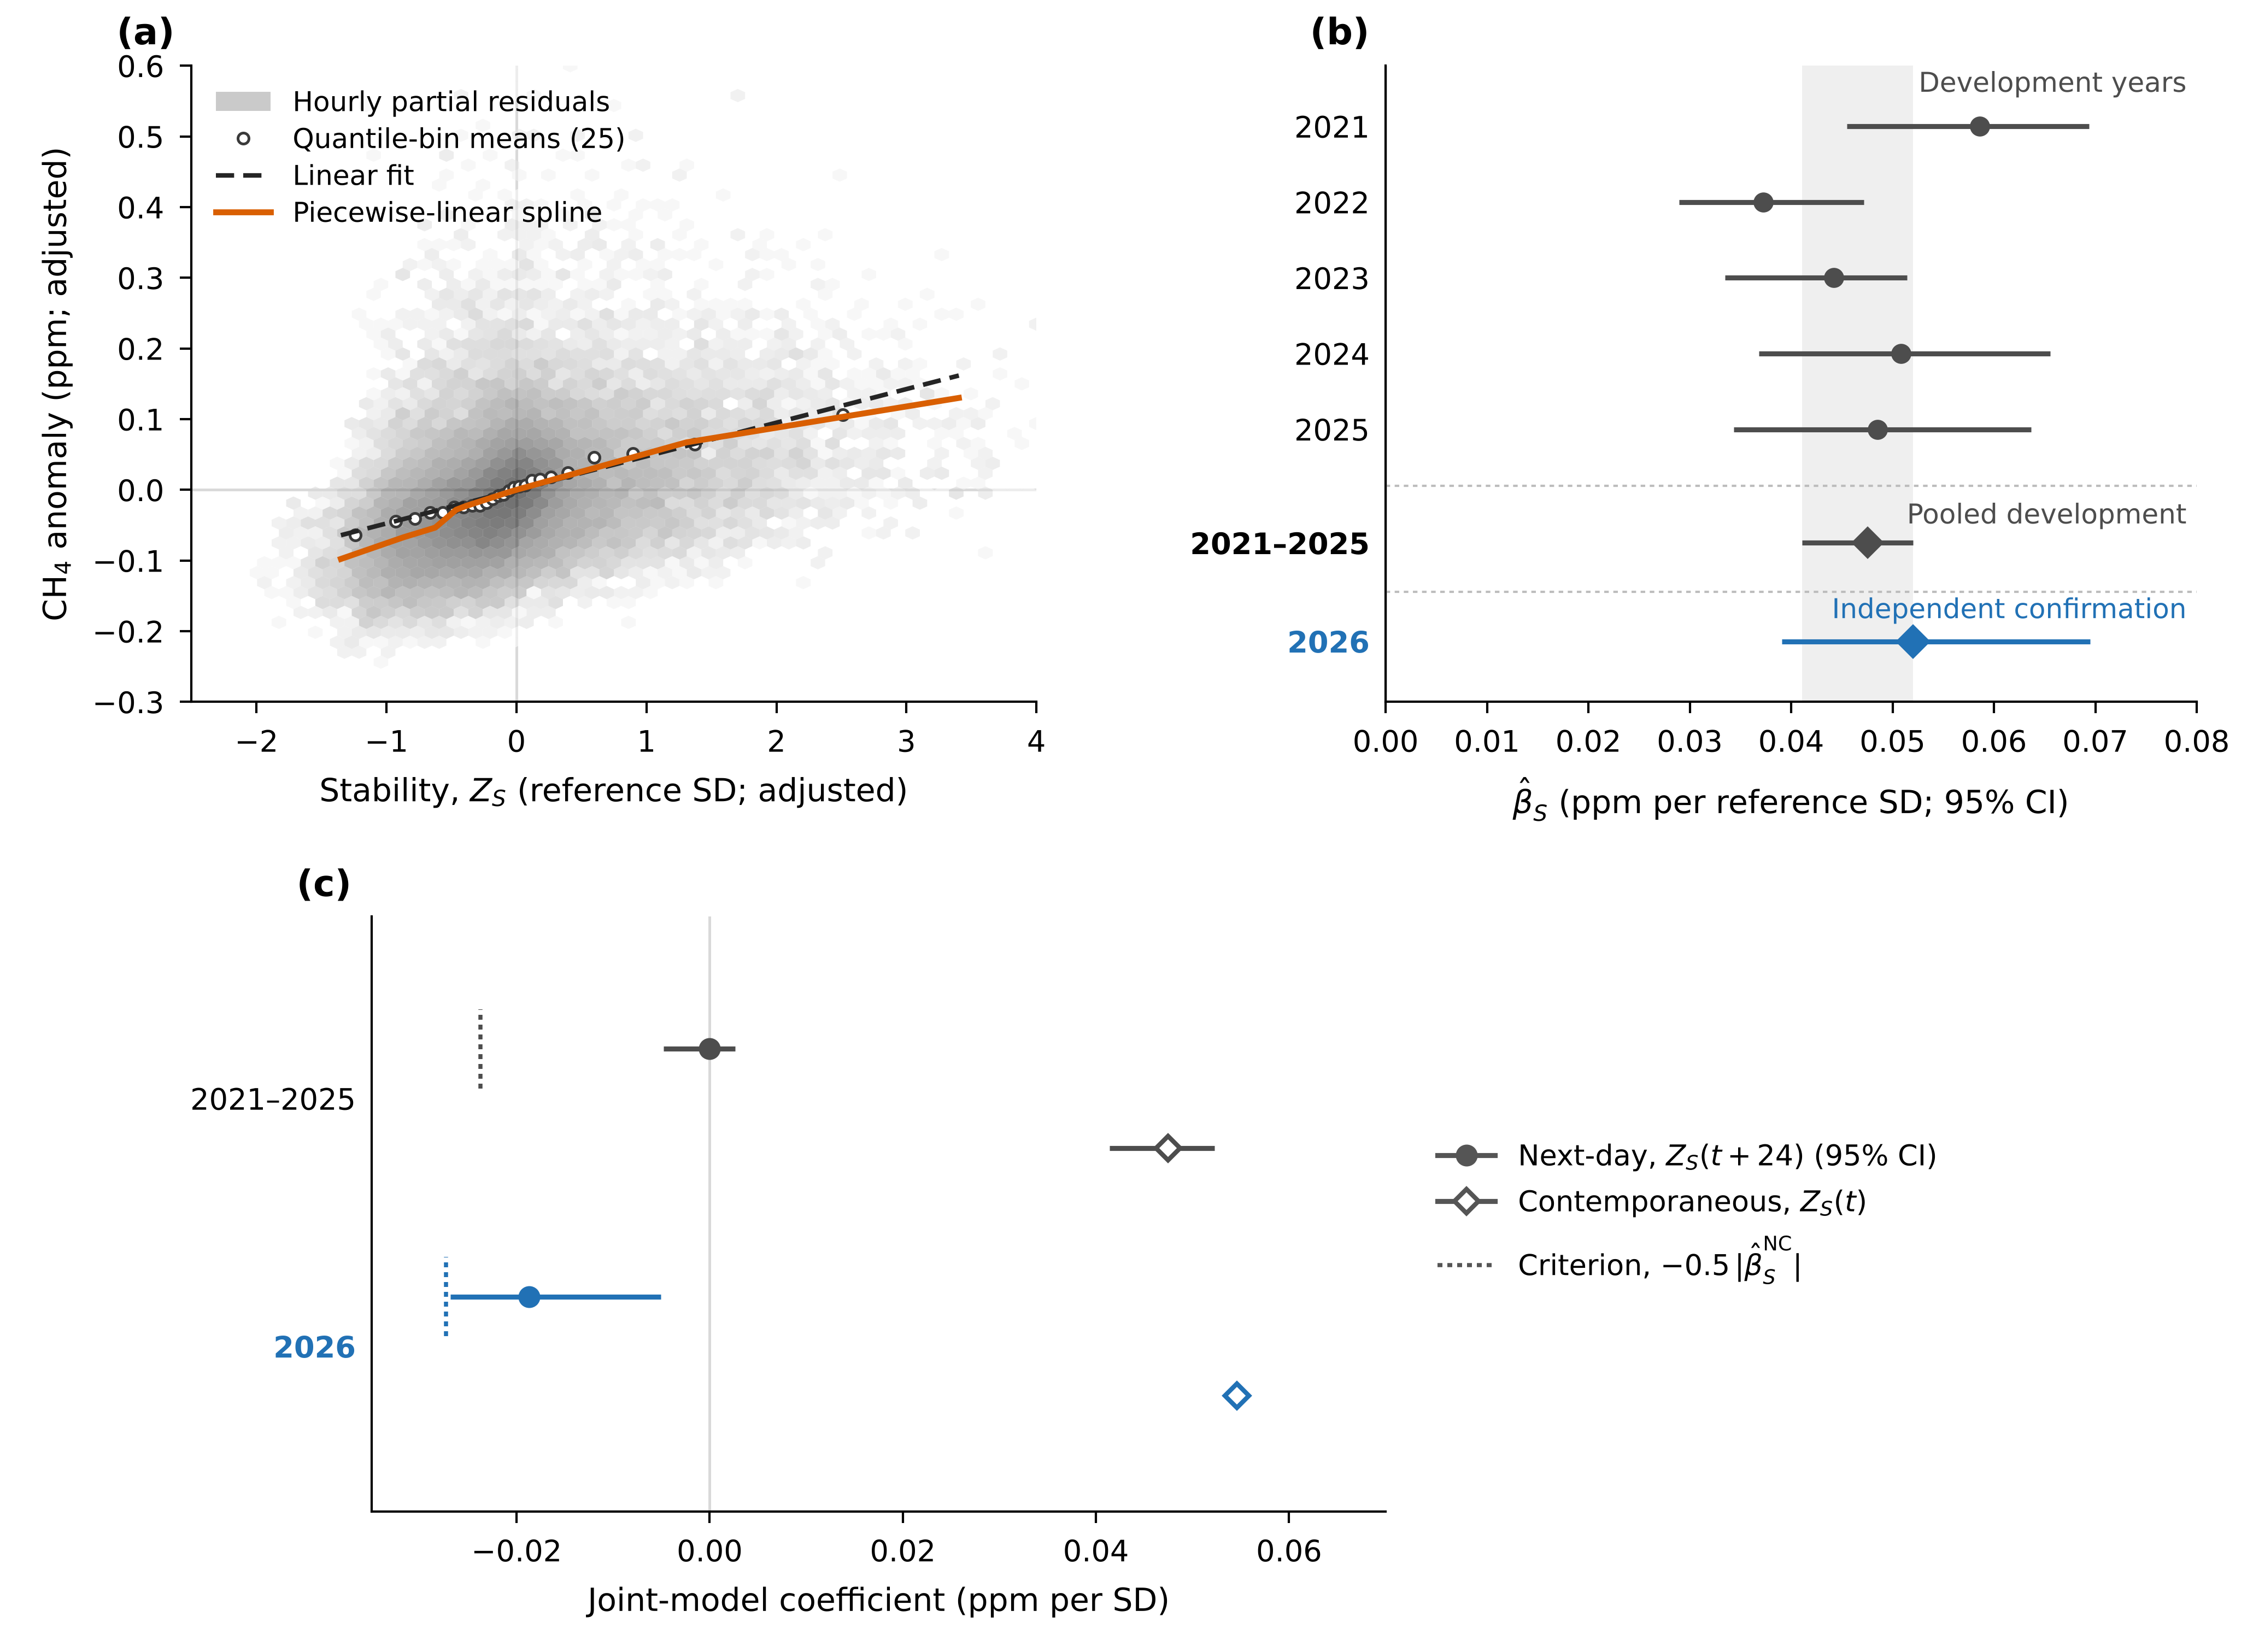 (a)
0.6
0.5
0.4
0.3
0.2
0.1
0.0
−0.1
−0.2
−0.3
CH₄ anomaly (ppm; adjusted)
Hourly partial residuals
Quantile-bin means (25)
Linear fit
Piecewise-linear spline
−2 −1 0 1 2 3 4
Stability, Z_S (reference SD; adjusted)
(b)
Development years
2021
2022
2023
2024
2025
Pooled development
2021–2025
Independent confirmation
2026
0.00 0.01 0.02 0.03 0.04 0.05 0.06 0.07 0.08
β̂_S (ppm per reference SD; 95% CI)
(c)
2021–2025
2026
−0.02 0.00 0.02 0.04 0.06
Joint-model coefficient (ppm per SD)
Next-day, Z_S(t + 24) (95% CI)
Contemporaneous, Z_S(t)
Criterion, −0.5 |β̂_S^NC|